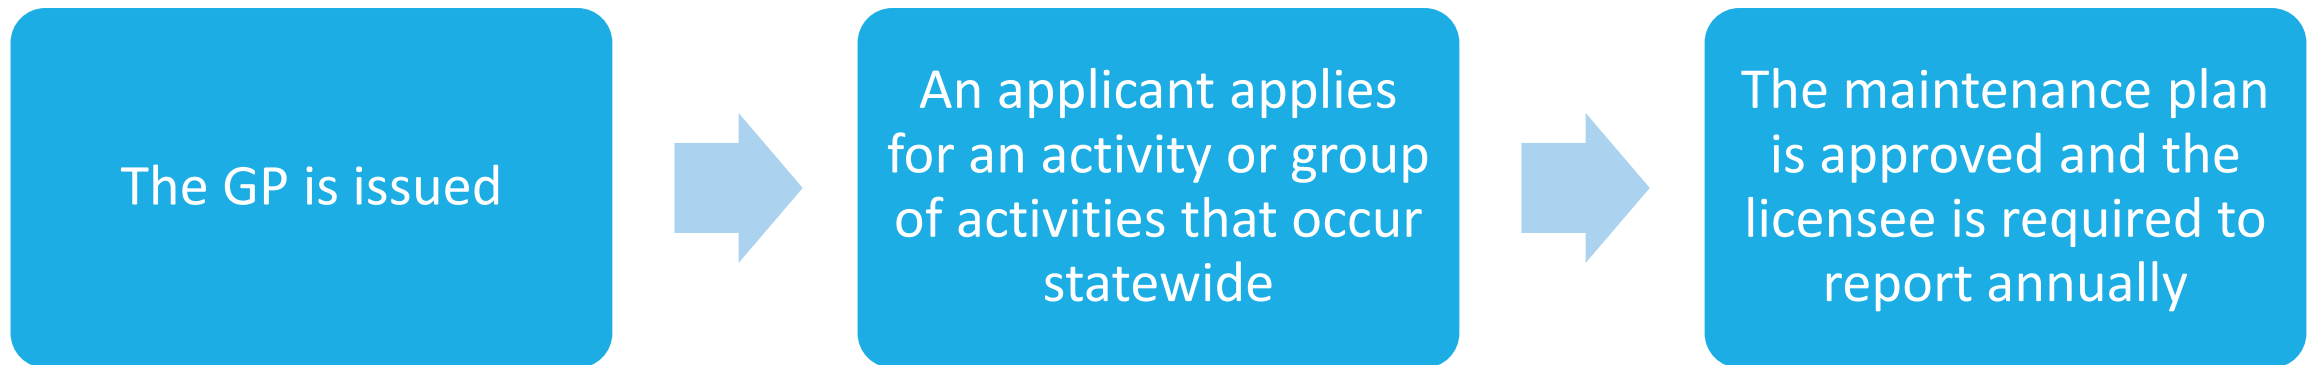 The GP is issued
An applicant applies
for an activity or group
of activities that occur
statewide
The maintenance plan
is approved and the
licensee is required to
report annually